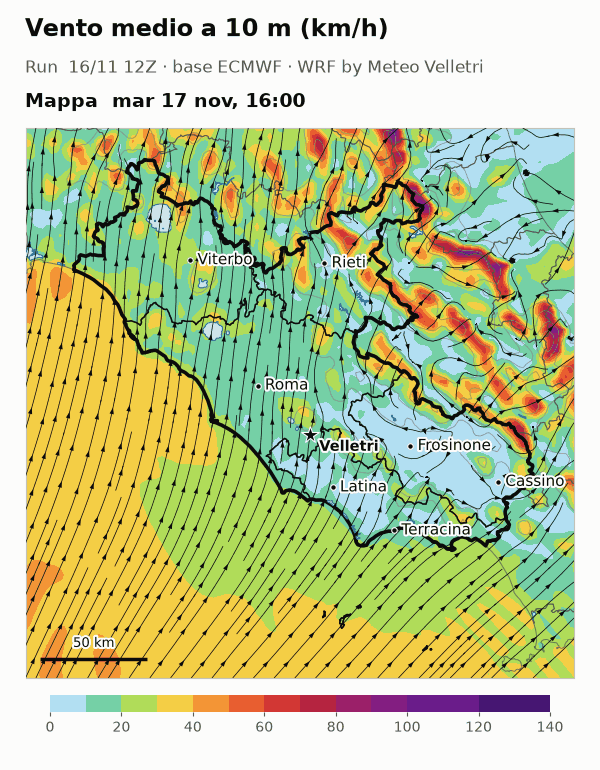 Vento medio a 10 m (km/h)
Run 16/11 12Z · base ECMWF · WRF by Meteo Velletri
Mappa mar 17 nov, 16:00
Viterbo
Rieti
Roma
Velletri
Frosinone
Latina
Cassino
Terracina
50 km
0 20 40 60 80 100 120 140